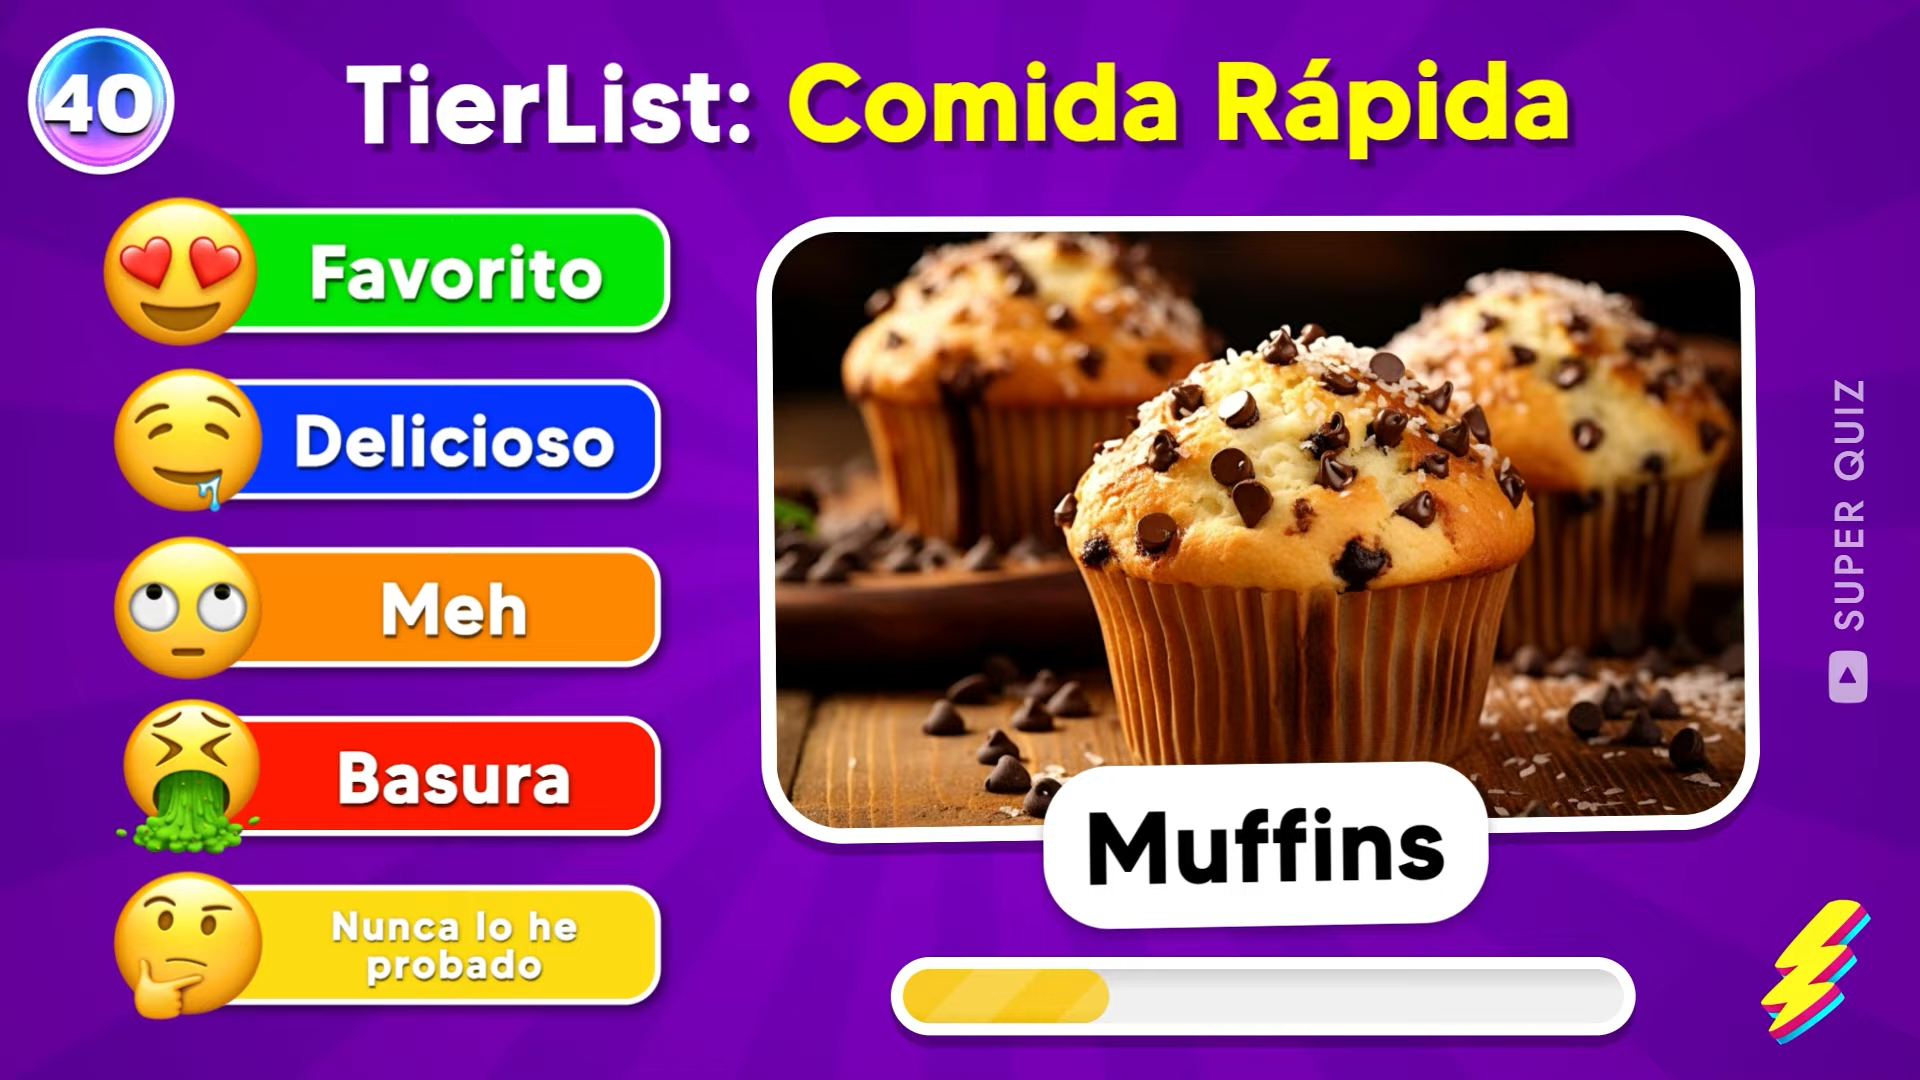 40
TierList: Comida Rápida
Favorito
Delicioso
Meh
Basura
Nunca lo he
probado
Muffins
SUPER QUIZ